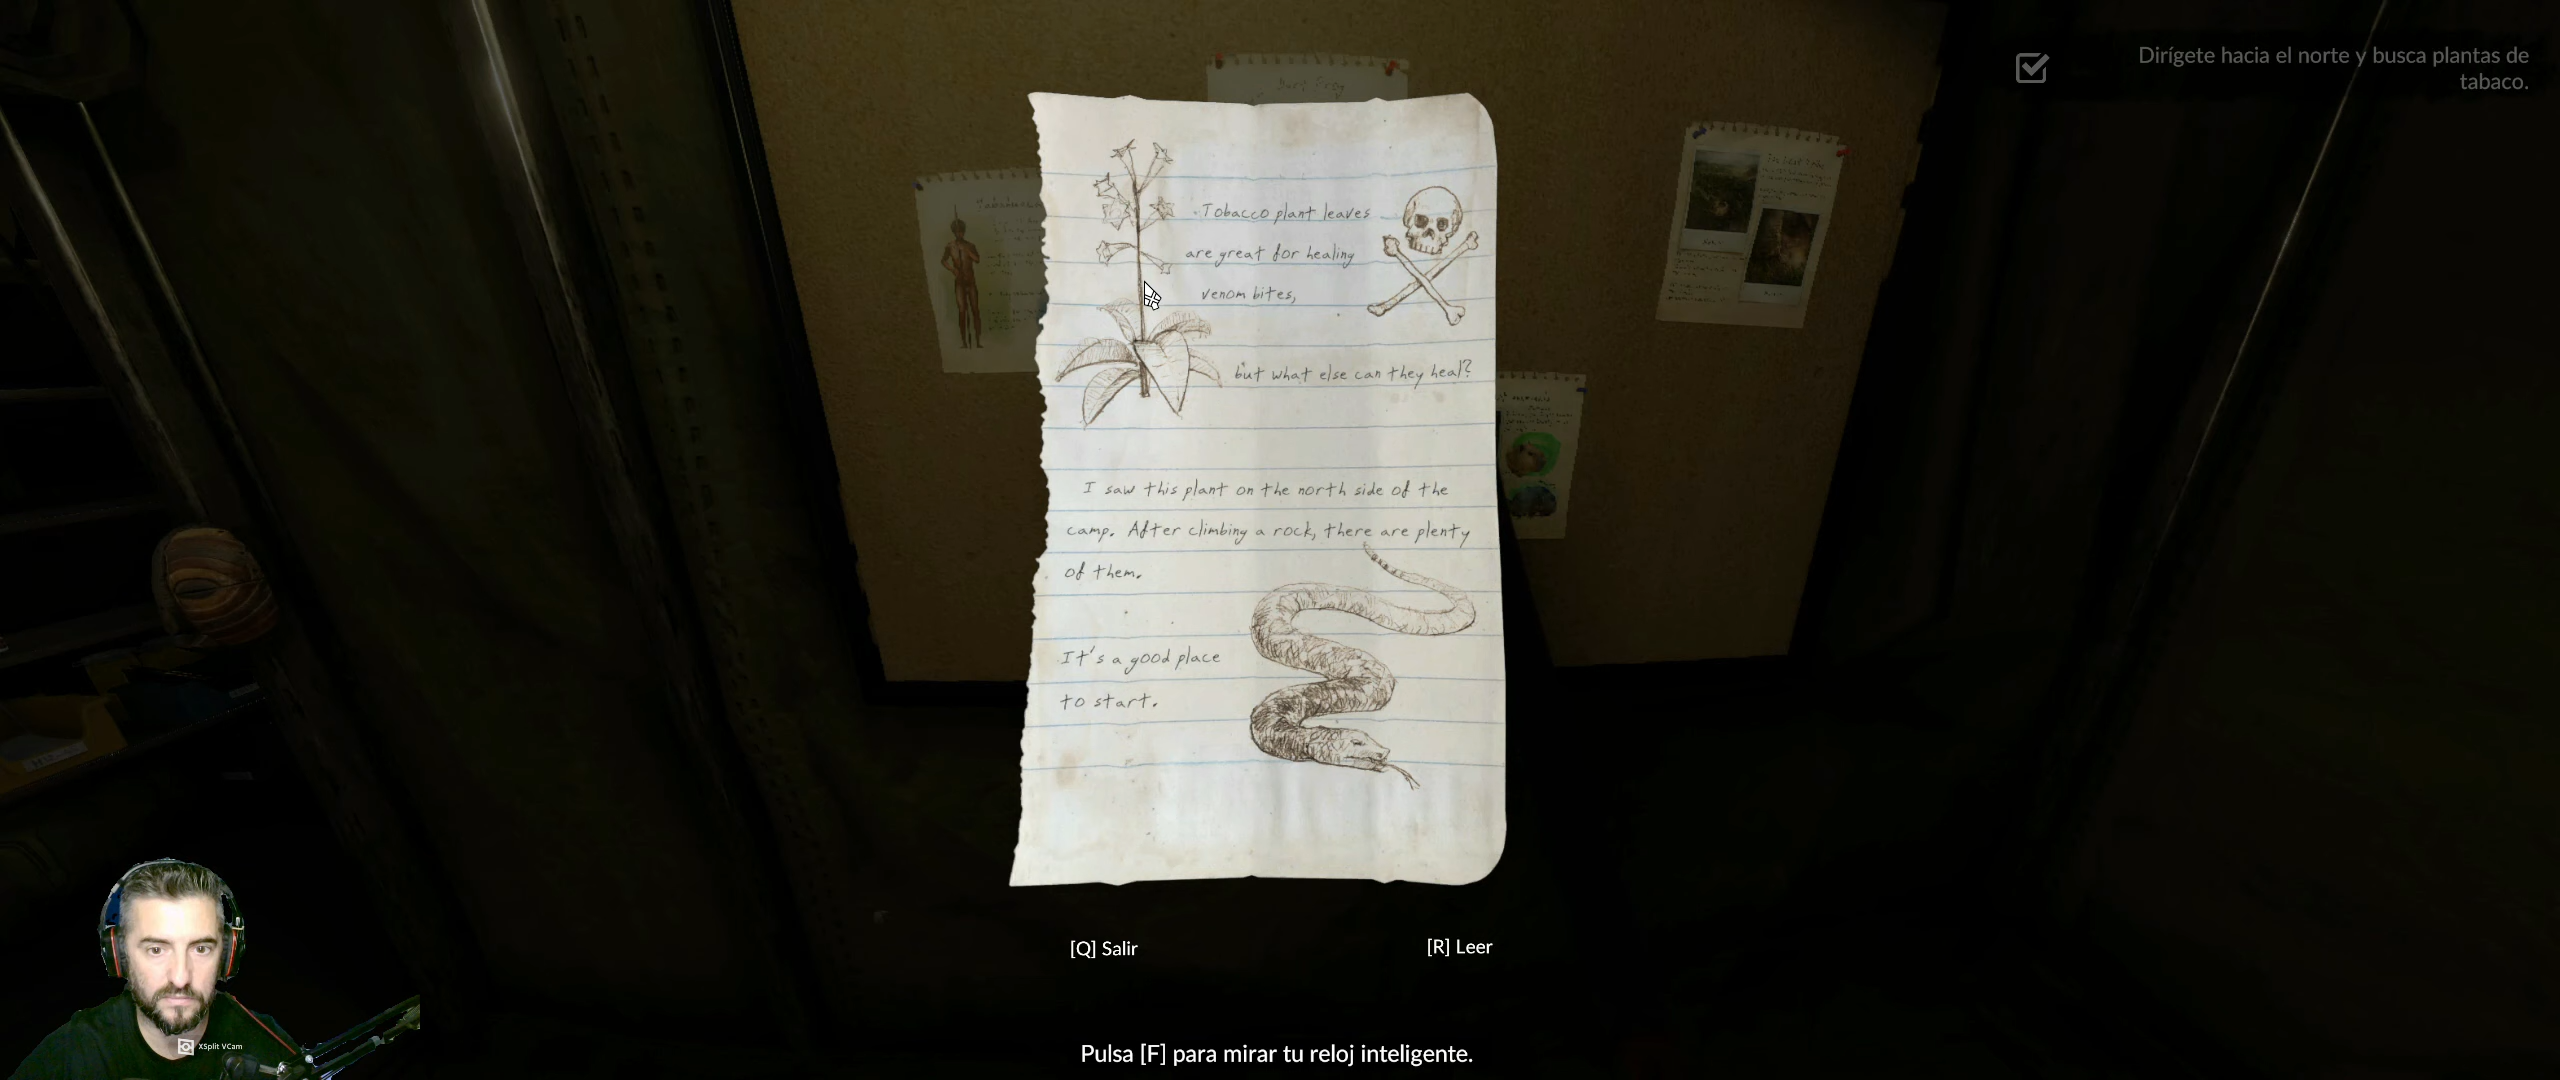 Dirígete hacia el norte y busca plantas de
tabaco.
Tobacco plant leaves
are great for healing
venom bites,
but what else can they heal?
I saw this plant on the north side of the
camp. After climbing a rock, there are plenty
of them.
It's a good place
to start.
[Q] Salir
[R] Leer
XSplit VCam
Pulsa [F] para mirar tu reloj inteligente.